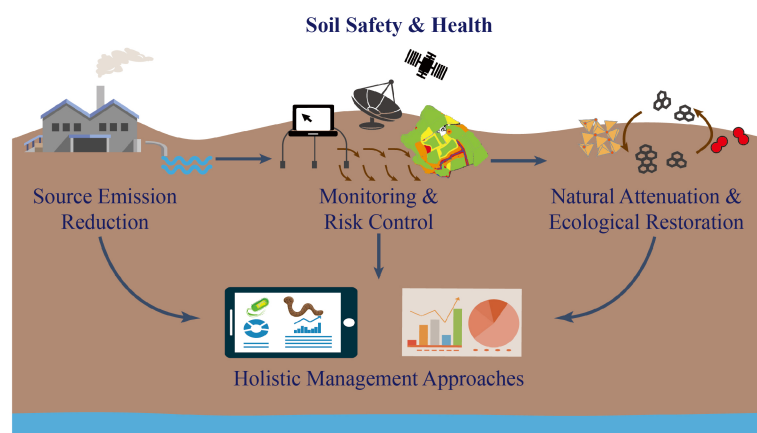 Soil Safety & Health
Source Emission
Reduction
Monitoring &
Risk Control
Natural Attenuation &
Ecological Restoration
Holistic Management Approaches